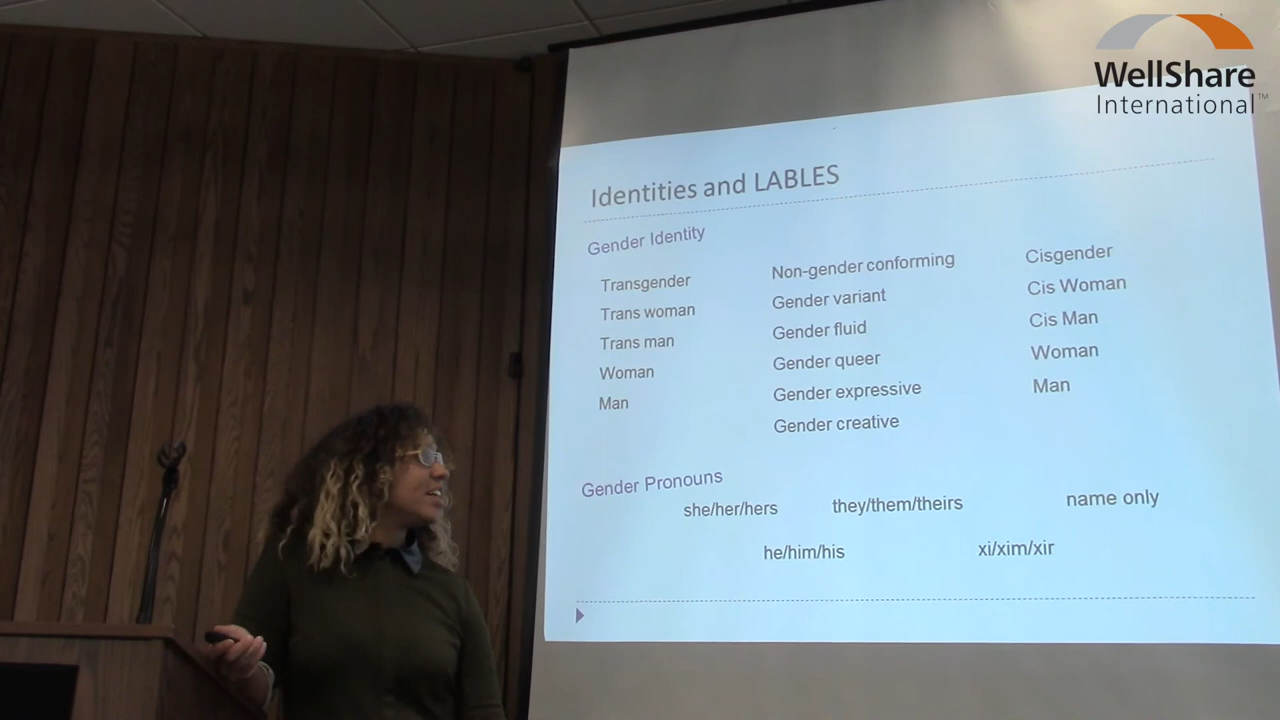 WellShare
International™
Identities and LABLES
Gender Identity
Transgender
Trans woman
Trans man
Woman
Man
Non-gender conforming
Gender variant
Gender fluid
Gender queer
Gender expressive
Gender creative
Cisgender
Cis Woman
Cis Man
Woman
Man
Gender Pronouns
she/her/hers
they/them/theirs
name only
he/him/his
xi/xim/xir